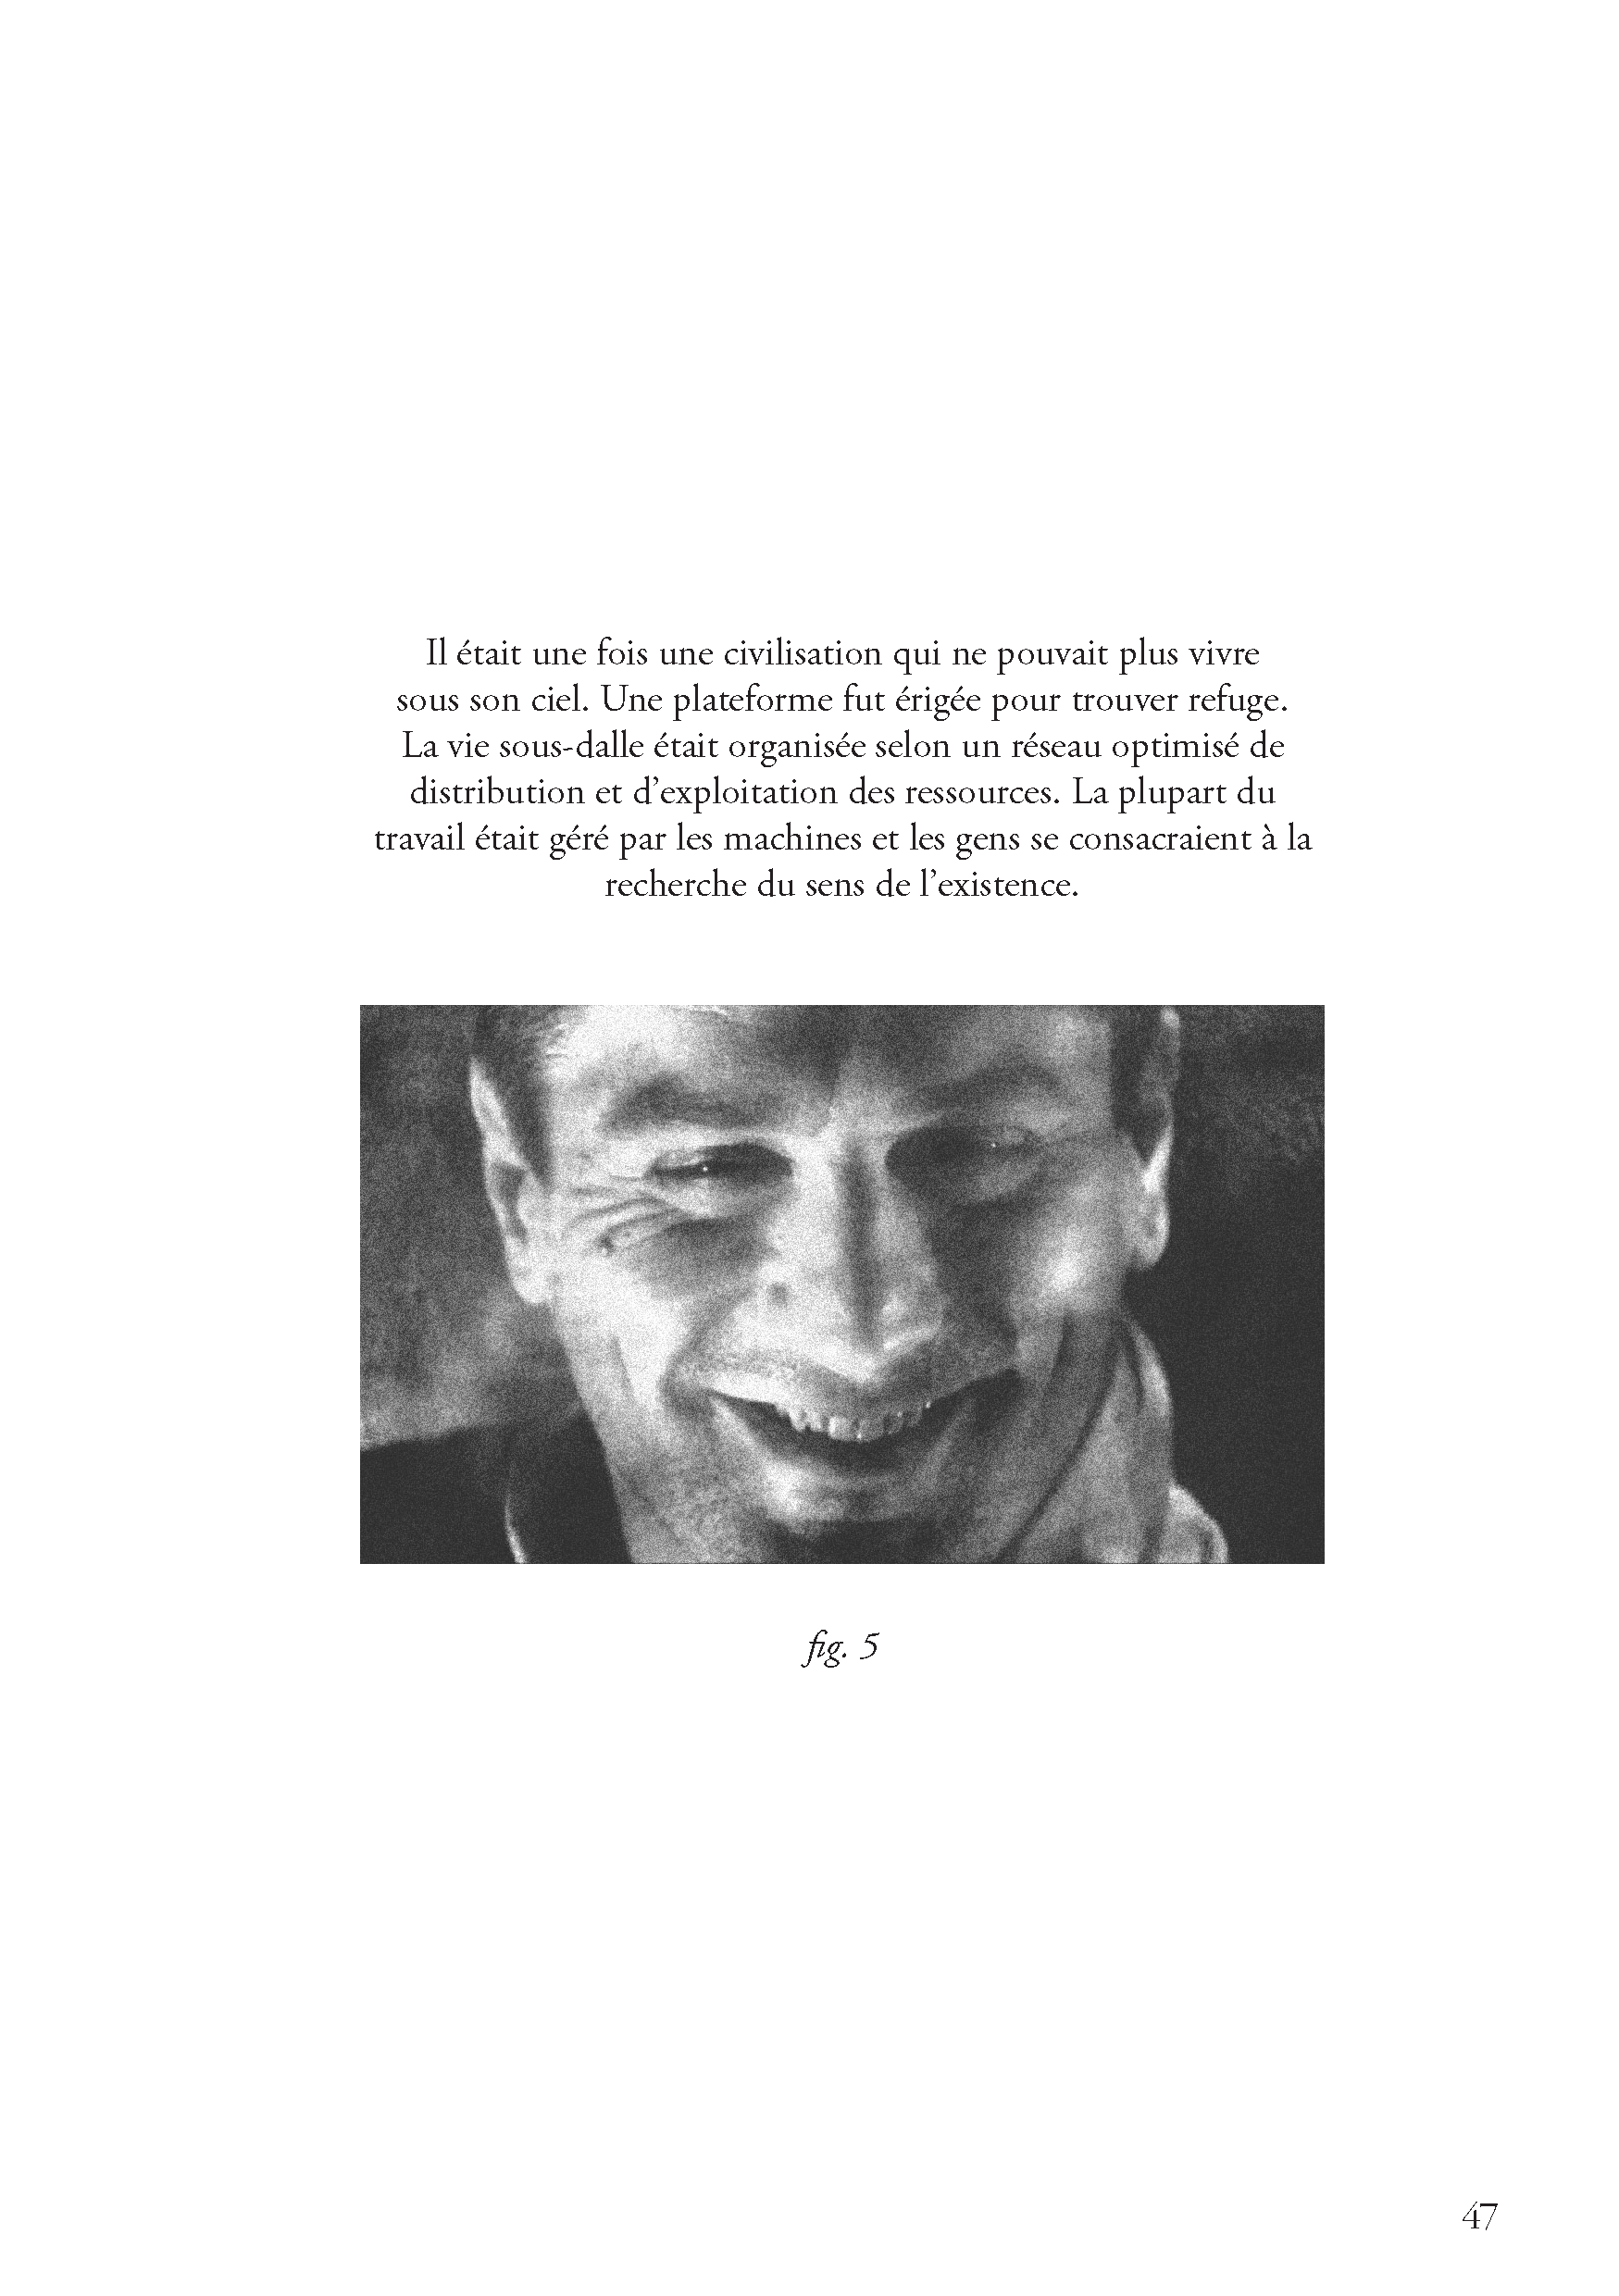 Il était une fois une civilisation qui ne pouvait plus vivre
sous son ciel. Une plateforme fut érigée pour trouver refuge.
La vie sous-dalle était organisée selon un réseau optimisé de
distribution et d’exploitation des ressources. La plupart du
travail était géré par les machines et les gens se consacraient à la
recherche du sens de l’existence.
fig. 5
47